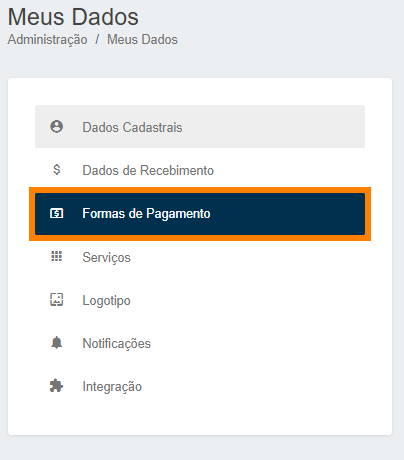 Meus Dados
Administração / Meus Dados
Dados Cadastrais
Dados de Recebimento
Formas de Pagamento
Serviços
Logotipo
Notificações
Integração